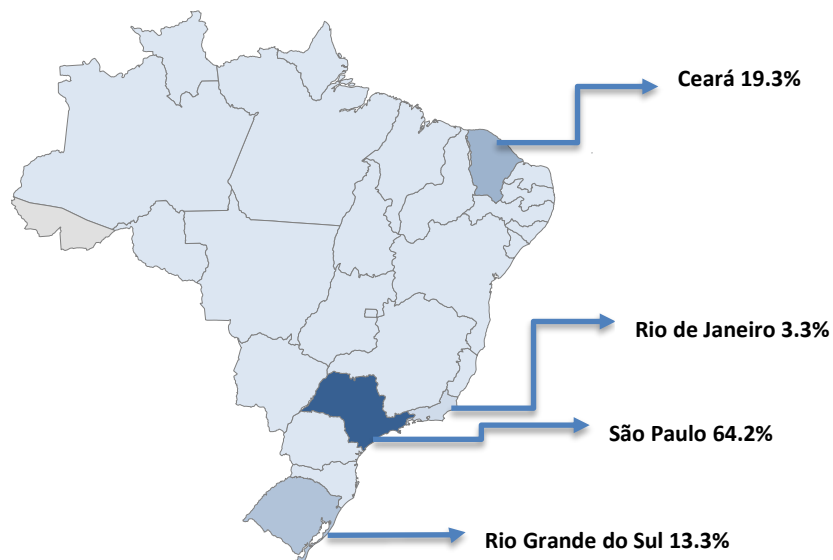 Ceará 19.3%
Rio de Janeiro 3.3%
São Paulo 64.2%
Rio Grande do Sul 13.3%